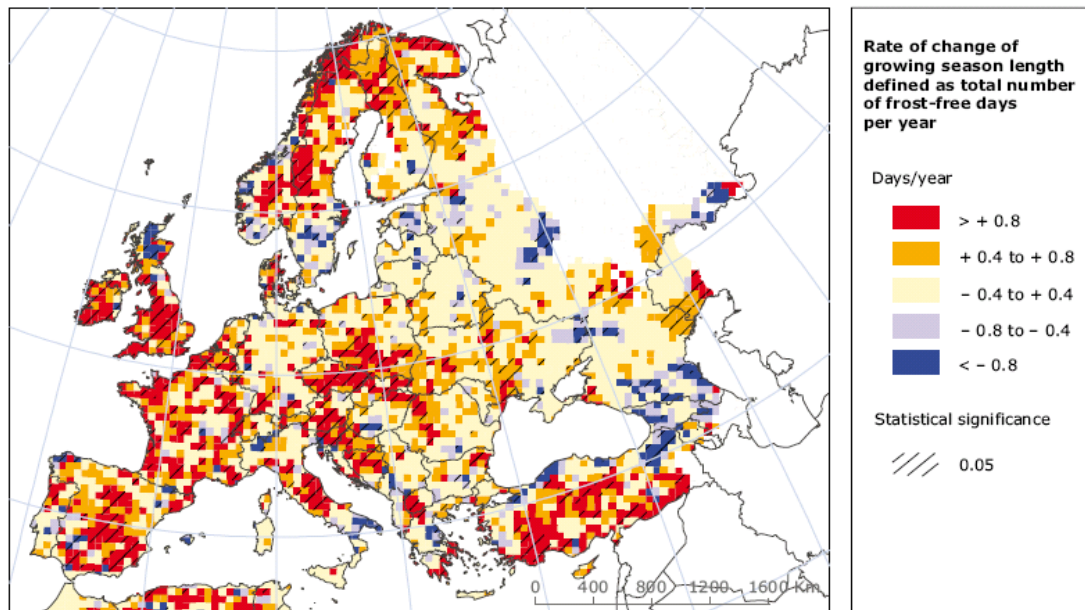 Rate of change of
growing season length
defined as total number
of frost-free days
per year
Days/year
> + 0.8
+ 0.4 to + 0.8
– 0.4 to + 0.4
– 0.8 to – 0.4
< – 0.8
Statistical significance
0.05
0 400 800 1200 1600 Km